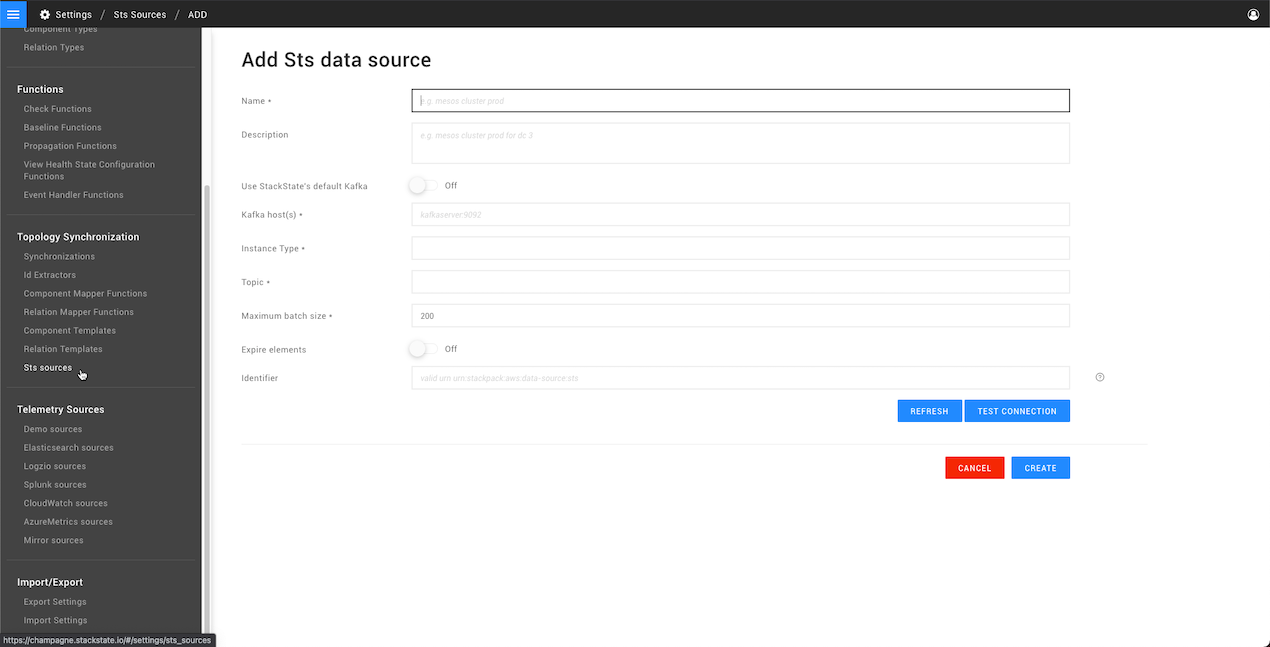 Settings / Sts Sources / ADD
Component Types
Relation Types
Functions
Check Functions
Baseline Functions
Propagation Functions
View Health State Configuration
Functions
Event Handler Functions
Topology Synchronization
Synchronizations
Id Extractors
Component Mapper Functions
Relation Mapper Functions
Component Templates
Relation Templates
Sts sources
Telemetry Sources
Demo sources
Elasticsearch sources
Logzio sources
Splunk sources
CloudWatch sources
AzureMetrics sources
Mirror sources
Import/Export
Export Settings
Import Settings
https://champagne.stackstate.io/#/settings/sts_sources
Add Sts data source
Name * e.g. mesos cluster prod
Description e.g. mesos cluster prod for dc 3
Use StackState's default Kafka Off
Kafka host(s) * kafkaserver:9092
Instance Type *
Topic *
Maximum batch size * 200
Expire elements Off
Identifier valid urn urn:stackpack:aws:data-source:sts ?
REFRESH TEST CONNECTION
CANCEL CREATE